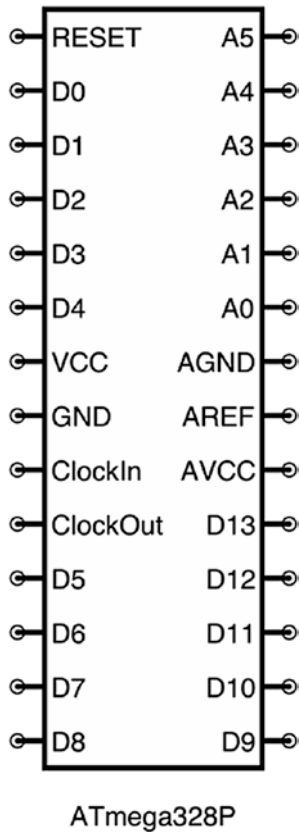 RESET A5
D0 A4
D1 A3
D2 A2
D3 A1
D4 A0
VCC AGND
GND AREF
ClockIn AVCC
ClockOut D13
D5 D12
D6 D11
D7 D10
D8 D9
ATmega328P